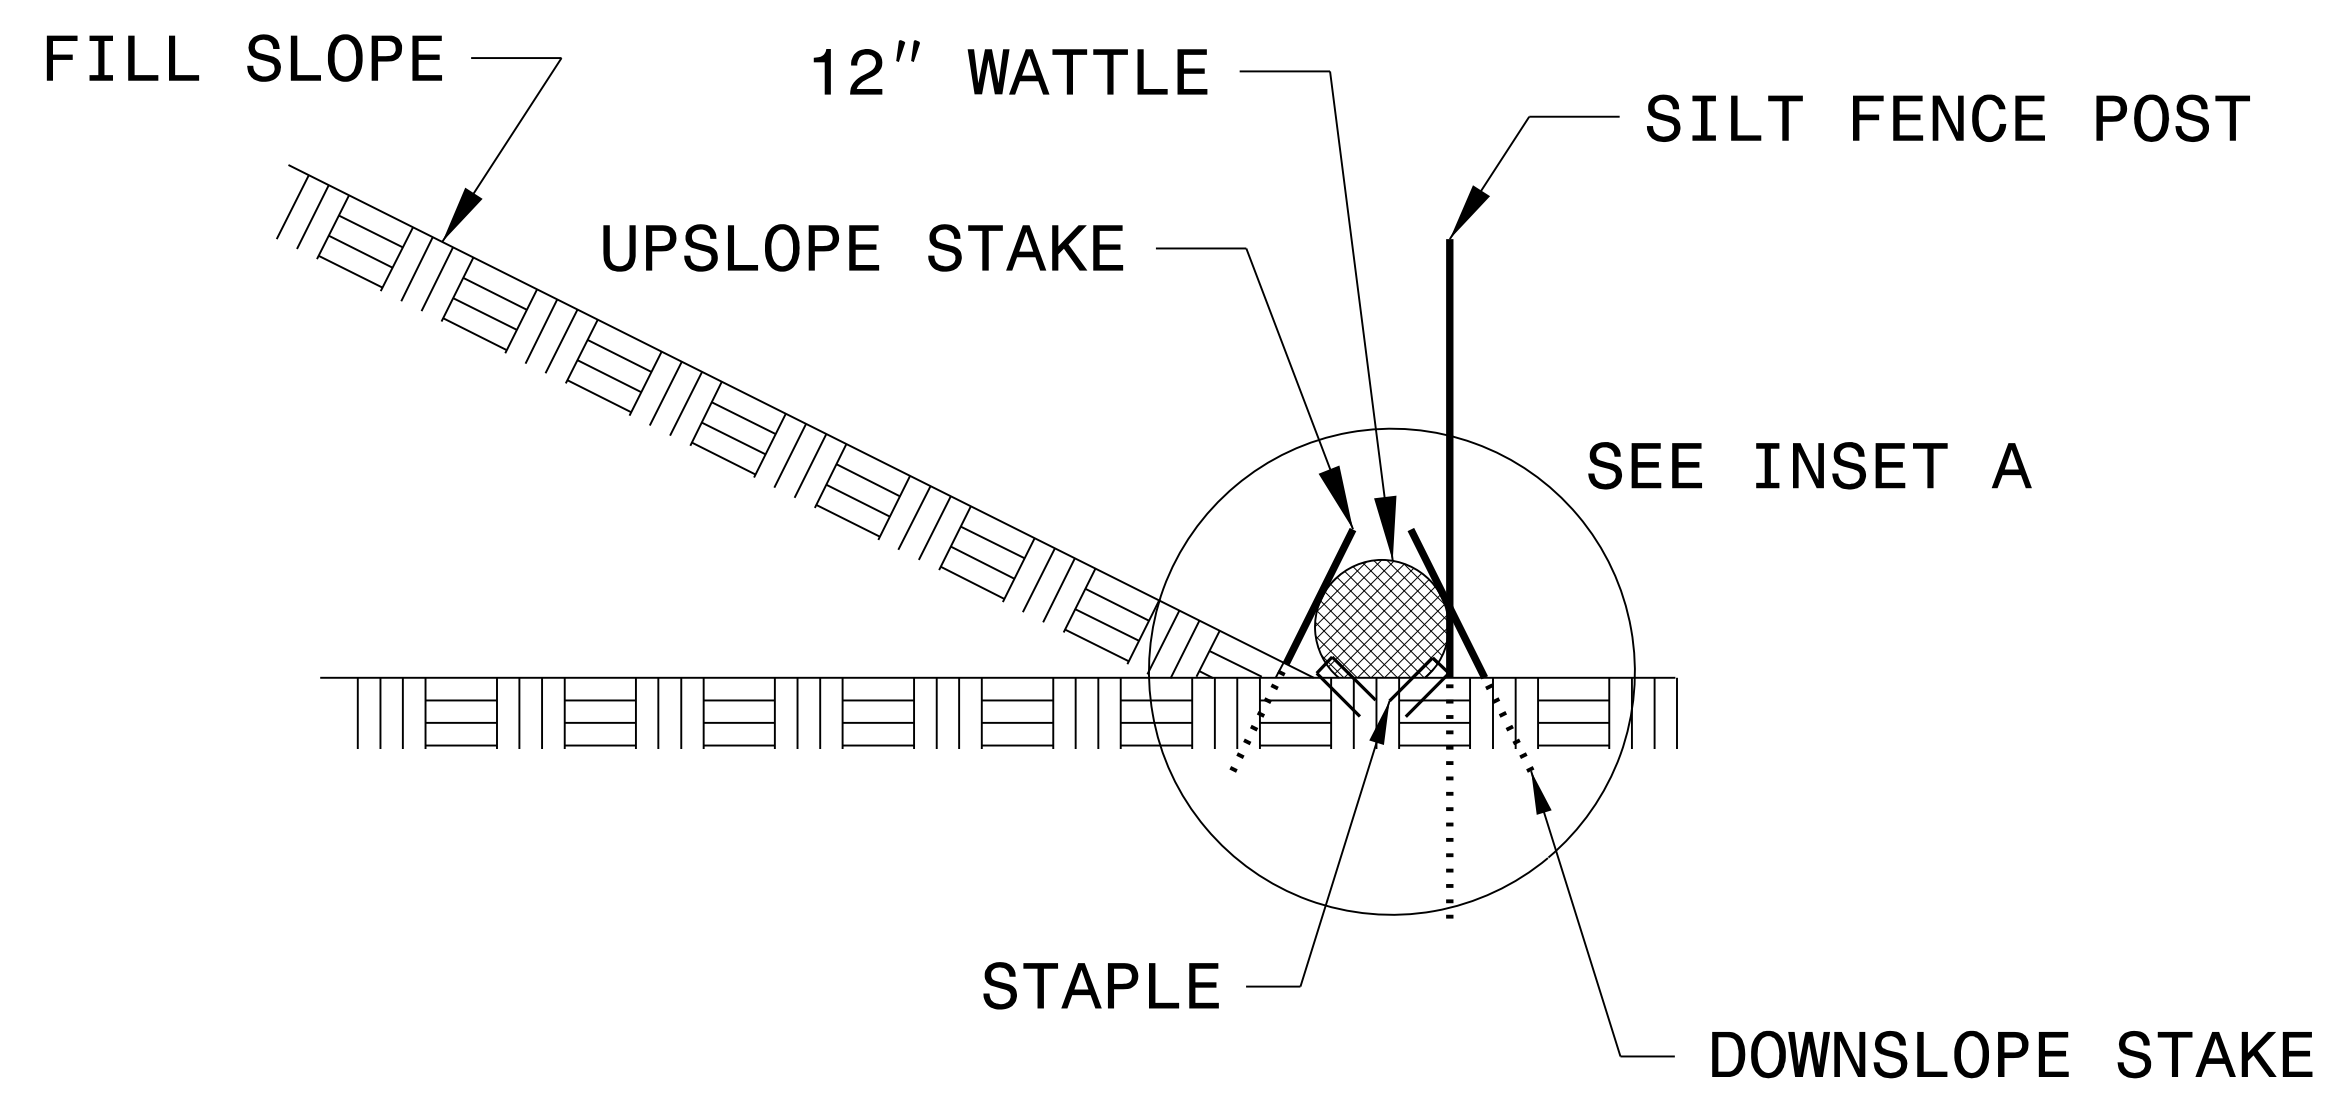 FILL SLOPE
12" WATTLE
SILT FENCE POST
UPSLOPE STAKE
SEE INSET A
STAPLE
DOWNSLOPE STAKE